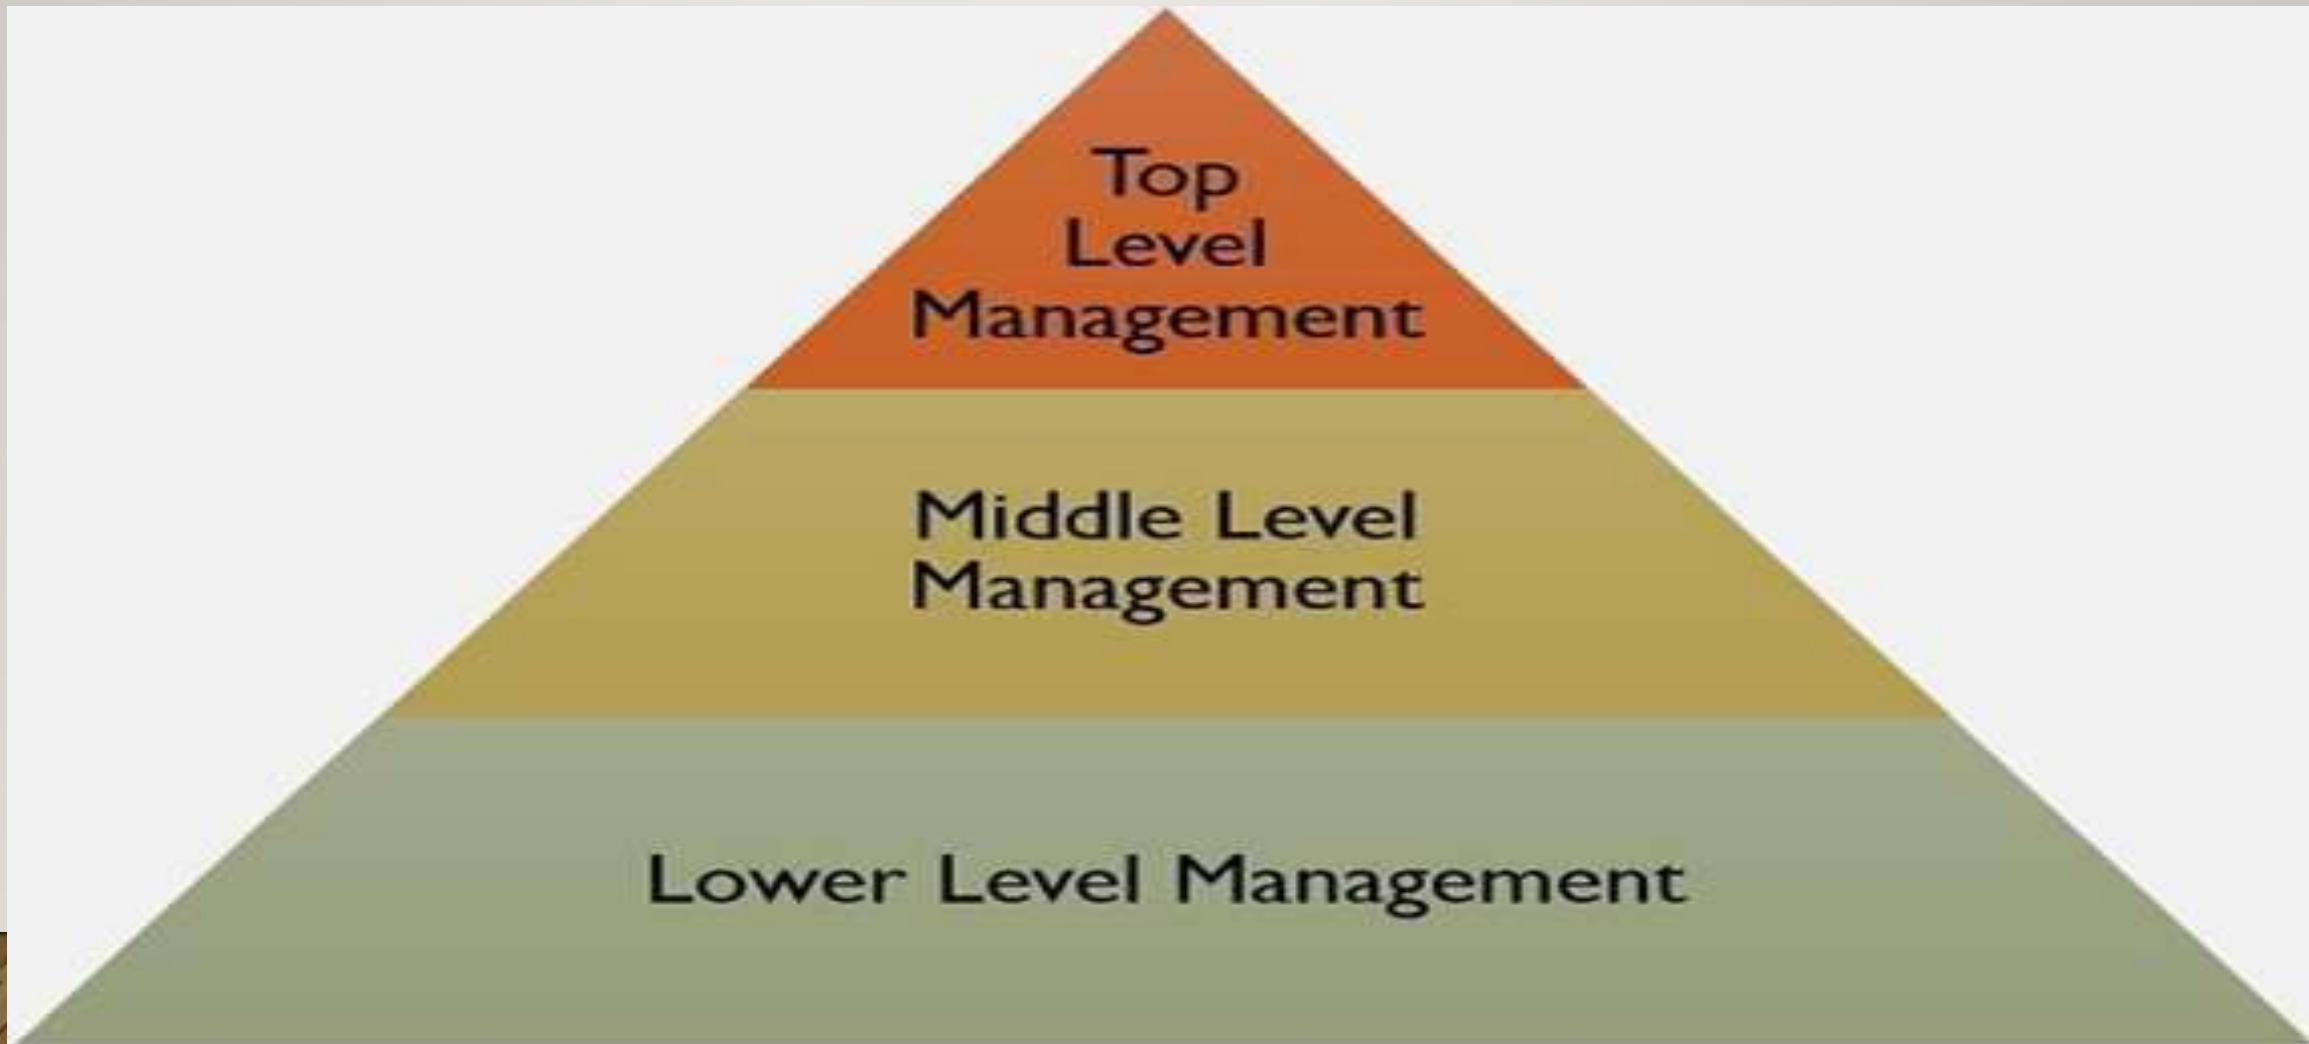 Top
Level
Management
Middle Level
Management
Lower Level Management